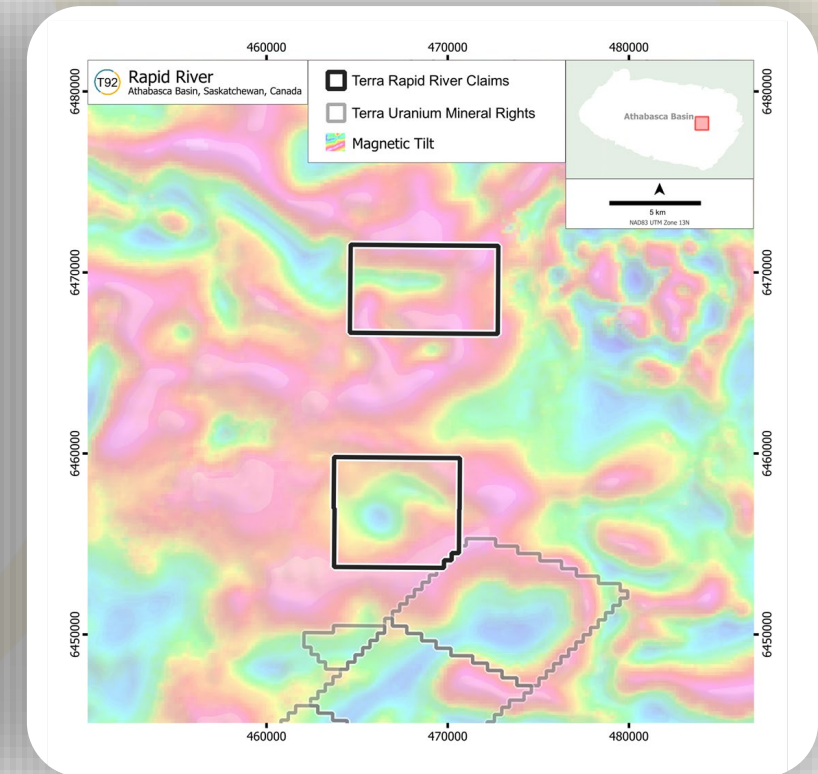 460000 470000 480000
T92 Rapid River
Athabasca Basin, Saskatchewan, Canada
Terra Rapid River Claims
Terra Uranium Mineral Rights
Magnetic Tilt
Athabasca Basin
5 km
NAD83 UTM Zone 13N
6480000 6480000
6470000 6470000
6460000 6460000
6450000 6450000
460000 470000 480000